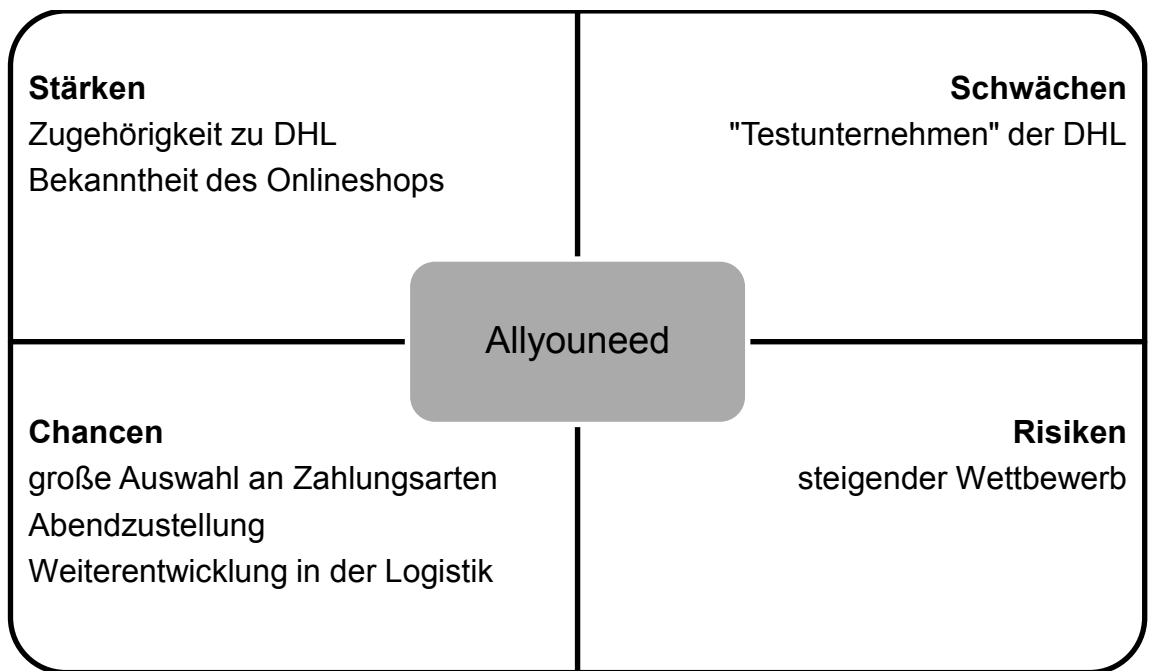 Stärken
Zugehörigkeit zu DHL
Bekanntheit des Onlineshops
Schwächen
"Testunternehmen" der DHL
Allyouneed
Chancen
große Auswahl an Zahlungsarten
Abendzustellung
Weiterentwicklung in der Logistik
Risiken
steigender Wettbewerb